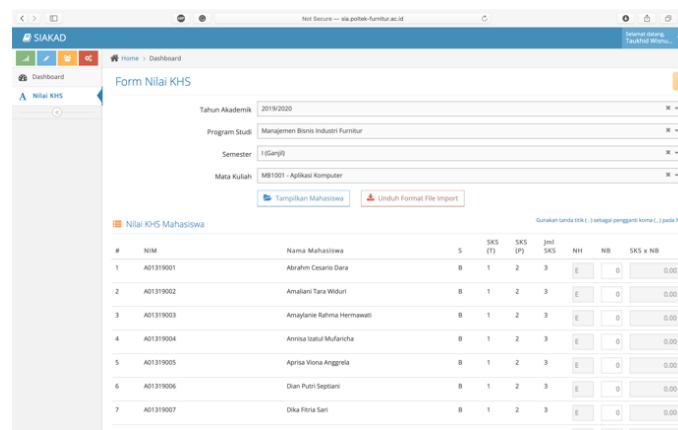 Not Secure — sia.poltek-furnitur.ac.id
SIAKAD
Selamat datang,
Taukhid Wisnu...
Home > Dashboard
Dashboard
Nilai KHS
Form Nilai KHS
Tahun Akademik 2019/2020
Program Studi Manajemen Bisnis Industri Furnitur
Semester I (Ganjil)
Mata Kuliah MB1001 - Aplikasi Komputer
Tampilkan Mahasiswa Unduh Format File Import
Nilai KHS Mahasiswa
Gunakan tanda titik ( . ) sebagai pengganti koma ( , ) pada
# NIM Nama Mahasiswa S SKS (T) SKS (P) Jml SKS NH NB SKS x NB
1 A01319001 Abrahm Cesario Dara B 1 2 3 E 0 0.00
2 A01319002 Amaliani Tara Widuri B 1 2 3 E 0 0.00
3 A01319003 Amaylanie Rahma Hermawati B 1 2 3 E 0 0.00
4 A01319004 Annisa Izatul Mufaricha B 1 2 3 E 0 0.00
5 A01319005 Aprisa Viona Anggrela B 1 2 3 E 0 0.00
6 A01319006 Dian Putri Septiani B 1 2 3 E 0 0.00
7 A01319007 Dika Fitria Sari B 1 2 3 E 0 0.00